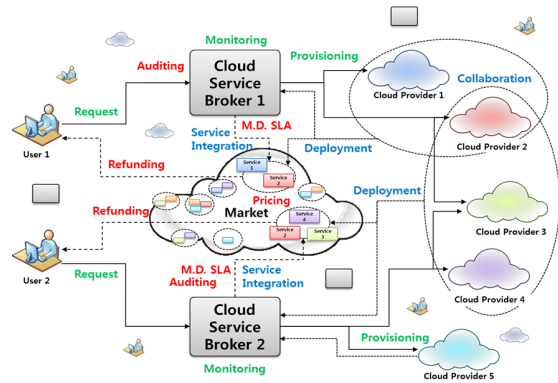 Monitoring
Provisioning
Auditing
Cloud
Service
Broker 1
Collaboration
Cloud Provider 1
Request
M.D. SLA
Cloud Provider 2
User 1
Service
Integration
Deployment
Refunding
Service
1
Service
2
Pricing
Deployment
Refunding
Market
Service
4
Service
2
Service
3
Cloud Provider 3
User 2
Request
M.D. SLA
Auditing
Service
Integration
Cloud Provider 4
Cloud
Service
Broker 2
Provisioning
Monitoring
Cloud Provider 5